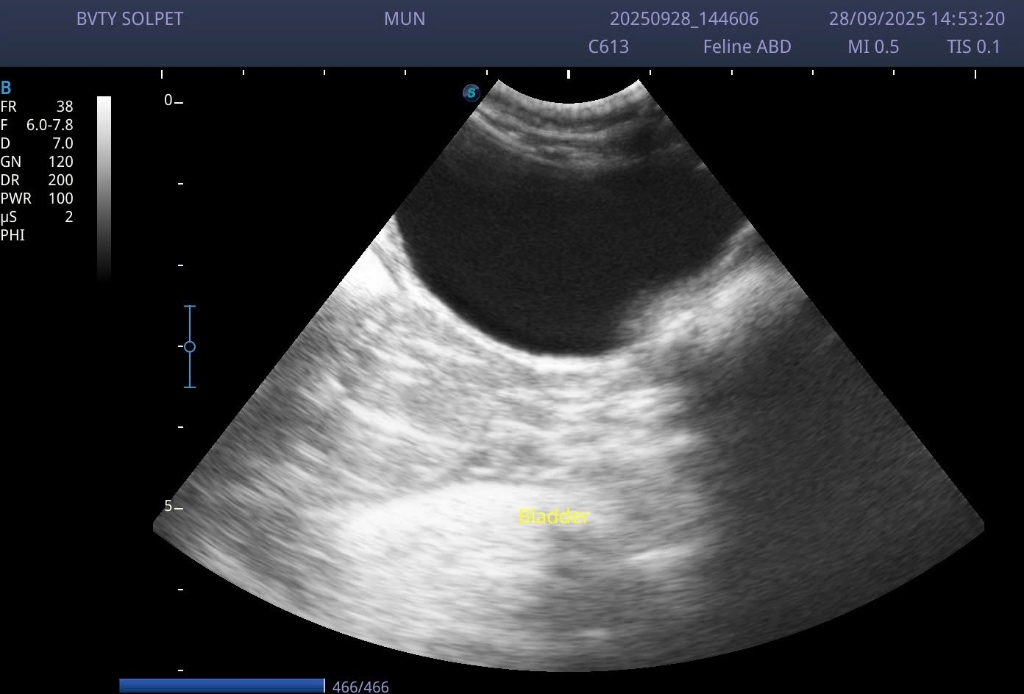 BVTY SOLPET MUN 20250928_144606 28/09/2025 14:53:20
C613 Feline ABD MI 0.5 TIS 0.1
B
S
FR 38
F 6.0-7.8
D 7.0
GN 120
DR 200
PWR 100
µS 2
PHI
0
5
Bladder
466/466